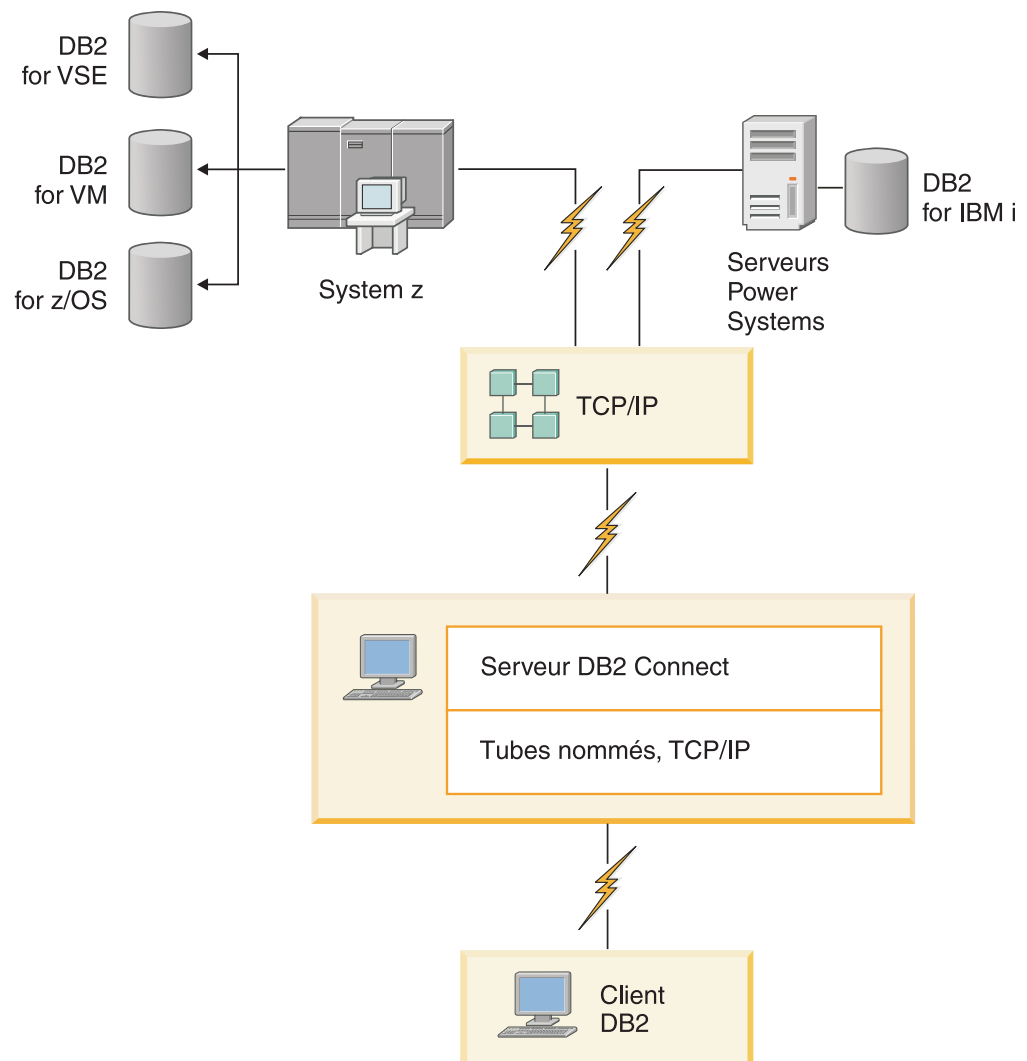 DB2
for VSE
DB2
for VM
DB2
for z/OS
System z
Serveurs
Power
Systems
DB2
for IBM i
TCP/IP
Serveur DB2 Connect
Tubes nommés, TCP/IP
Client
DB2